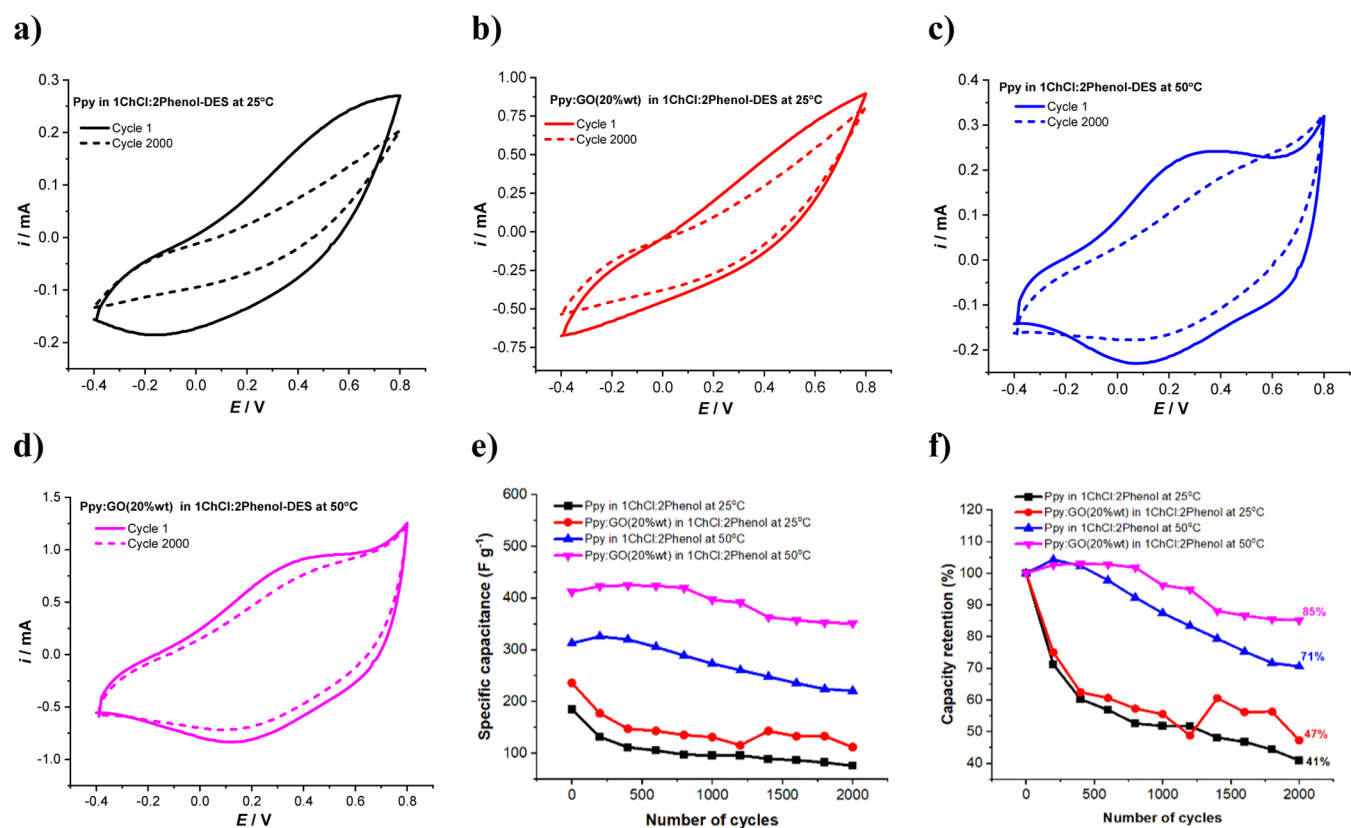 a)
Ppy in 1ChCl:2Phenol-DES at 25°C
Cycle 1
Cycle 2000
0.3
0.2
0.1
0.0
-0.1
-0.2
i / mA
-0.4 -0.2 0.0 0.2 0.4 0.6 0.8
E / V
b)
Ppy:GO(20%wt) in 1ChCl:2Phenol-DES at 25°C
Cycle 1
Cycle 2000
1.00
0.75
0.50
0.25
0.00
-0.25
-0.50
-0.75
i / mA
-0.4 -0.2 0.0 0.2 0.4 0.6 0.8
E / V
c)
Ppy in 1ChCl:2Phenol-DES at 50°C
Cycle 1
Cycle 2000
0.4
0.3
0.2
0.1
0.0
-0.1
-0.2
i / mA
-0.4 -0.2 0.0 0.2 0.4 0.6 0.8
E / V
d)
Ppy:GO(20%wt) in 1ChCl:2Phenol-DES at 50°C
Cycle 1
Cycle 2000
1.5
1.0
0.5
0.0
-0.5
-1.0
i / mA
-0.4 -0.2 0.0 0.2 0.4 0.6 0.8
E / V
e)
Ppy in 1ChCl:2Phenol at 25°C
Ppy:GO(20%wt) in 1ChCl:2Phenol at 25°C
Ppy in 1ChCl:2Phenol at 50°C
Ppy:GO(20%wt) in 1ChCl:2Phenol at 50°C
600
500
400
300
200
100
Specific capacitance (F g⁻¹)
0 500 1000 1500 2000
Number of cycles
f)
Ppy in 1ChCl:2Phenol at 25°C
Ppy:GO(20%wt) in 1ChCl:2Phenol at 25°C
Ppy in 1ChCl:2Phenol at 50°C
Ppy:GO(20%wt) in 1ChCl:2Phenol at 50°C
120
110
100
90
80
70
60
50
40
Capacity retention (%)
85%
71%
47%
41%
0 500 1000 1500 2000
Number of cycles